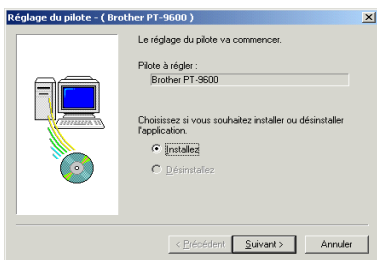 Réglage du pilote - ( Brother PT-9600 )
Le réglage du pilote va commencer.
Pilote à régler :
Brother PT-9600
Choisissez si vous souhaitez installer ou désinstaller
l'application.
Installez
Désinstallez
< Précédent
Suivant >
Annuler